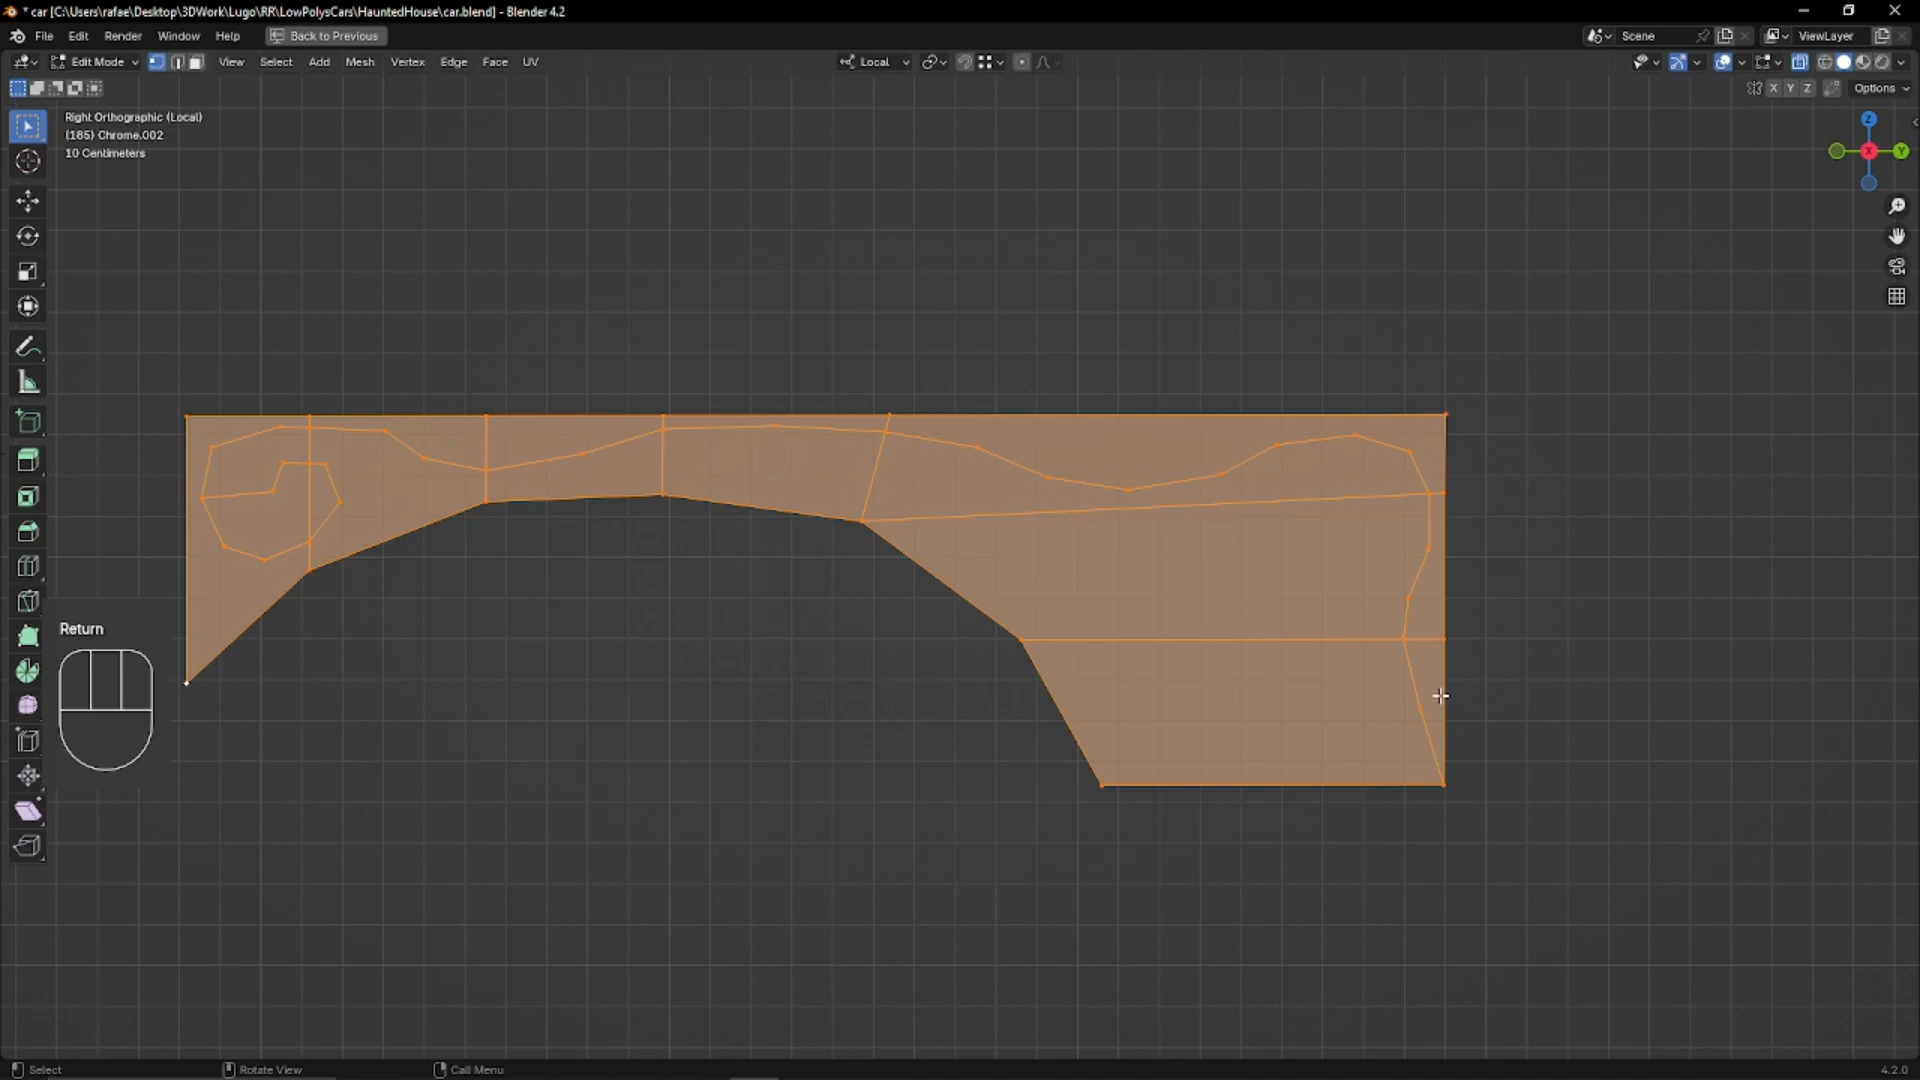 * car [C:\Users\rafae\Desktop\3DWork\Lugo\RR\LowPolysCars\HauntedHouse\car.blend] - Blender 4.2
File Edit Render Window Help Back to Previous Scene ViewLayer
Edit Mode View Select Add Mesh Vertex Edge Face UV Local
X Y Z Options
Right Orthographic (Local)
(185) Chrome.002
10 Centimeters
Z
X Y
Return
Select Rotate View Call Menu 4.2.0